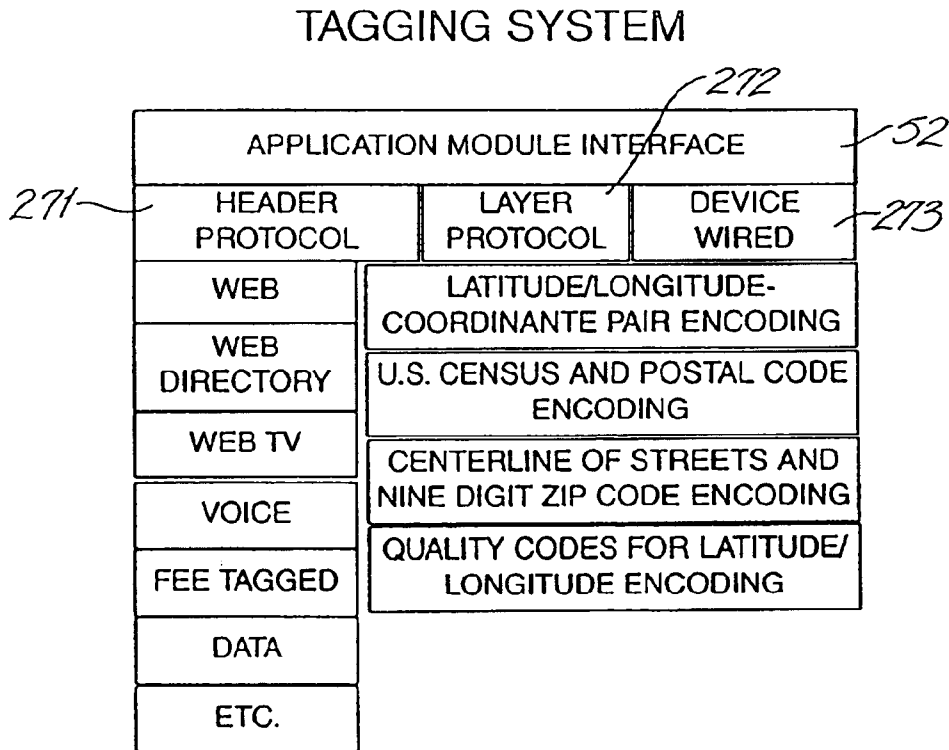 TAGGING SYSTEM
272
APPLICATION MODULE INTERFACE
52
271
HEADER
PROTOCOL
LAYER
PROTOCOL
DEVICE
WIRED
273
WEB
WEB
DIRECTORY
WEB TV
VOICE
FEE TAGGED
DATA
ETC.
LATITUDE/LONGITUDE-
COORDINANTE PAIR ENCODING
U.S. CENSUS AND POSTAL CODE
ENCODING
CENTERLINE OF STREETS AND
NINE DIGIT ZIP CODE ENCODING
QUALITY CODES FOR LATITUDE/
LONGITUDE ENCODING